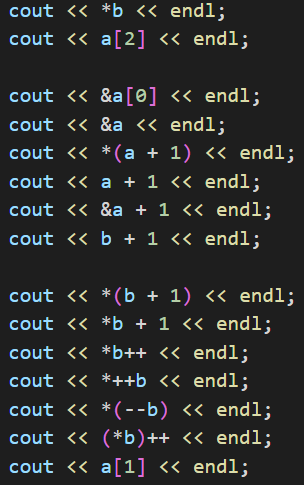 cout << *b << endl;
cout << a[2] << endl;
cout << &a[0] << endl;
cout << &a << endl;
cout << *(a + 1) << endl;
cout << a + 1 << endl;
cout << &a + 1 << endl;
cout << b + 1 << endl;
cout << *(b + 1) << endl;
cout << *b + 1 << endl;
cout << *b++ << endl;
cout << *++b << endl;
cout << *(--b) << endl;
cout << (*b)++ << endl;
cout << a[1] << endl;